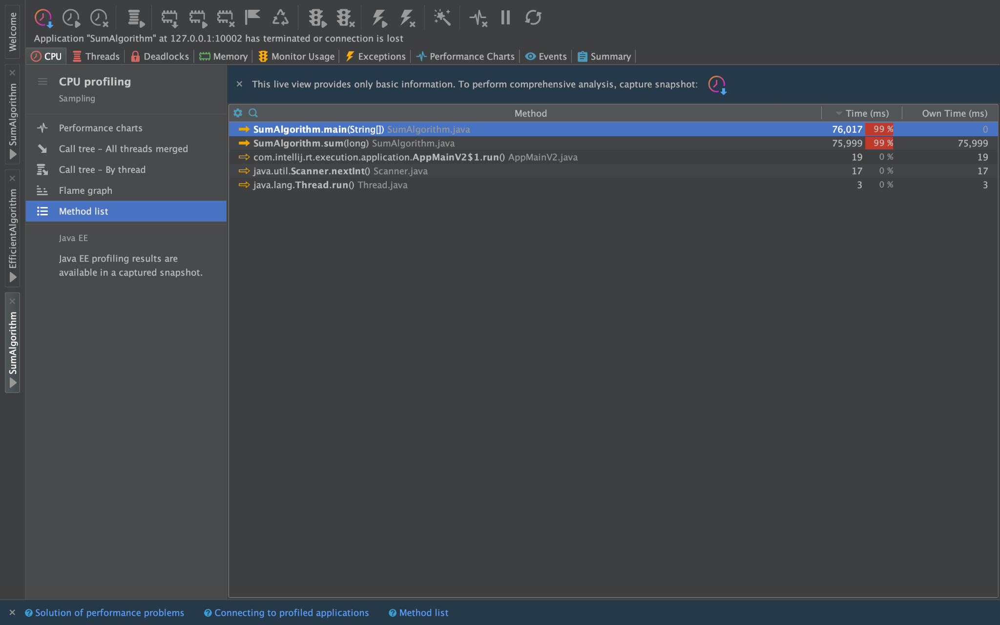 Welcome
SumAlgorithm
EfficientAlgorithm
SumAlgorithm
Application "SumAlgorithm" at 127.0.0.1:10002 has terminated or connection is lost
CPU Threads Deadlocks Memory Monitor Usage Exceptions Performance Charts Events Summary
CPU profiling
Sampling
Performance charts
Call tree – All threads merged
Call tree – By thread
Flame graph
Method list
Java EE
Java EE profiling results are
available in a captured snapshot.
This live view provides only basic information. To perform comprehensive analysis, capture snapshot:
Method Time (ms) Own Time (ms)
SumAlgorithm.main(String[]) SumAlgorithm.java 76,017 99 % 0
SumAlgorithm.sum(long) SumAlgorithm.java 75,999 99 % 75,999
com.intellij.rt.execution.application.AppMainV2$1.run() AppMainV2.java 19 0 % 19
java.util.Scanner.nextInt() Scanner.java 17 0 % 17
java.lang.Thread.run() Thread.java 3 0 % 3
Solution of performance problems Connecting to profiled applications Method list